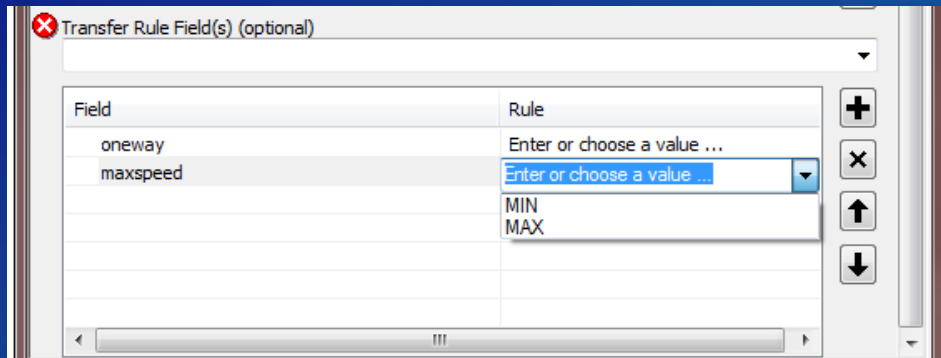 Transfer Rule Field(s) (optional)
Field Rule
oneway Enter or choose a value ...
maxspeed Enter or choose a value ...
MIN
MAX